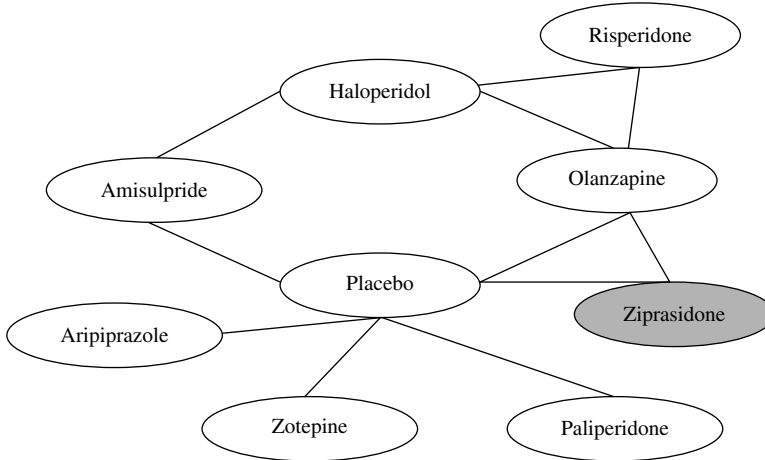 Risperidone
Haloperidol
Olanzapine
Amisulpride
Placebo
Ziprasidone
Aripiprazole
Zotepine
Paliperidone